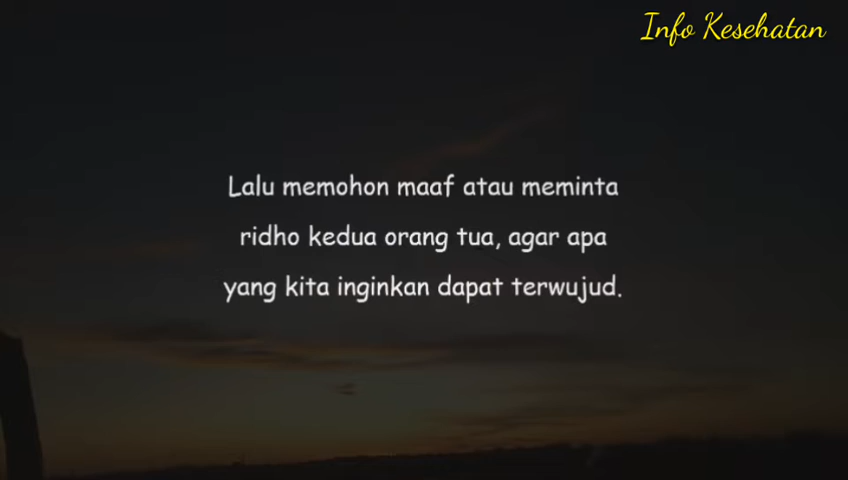 Info Kesehatan
Lalu memohon maaf atau meminta
ridho kedua orang tua, agar apa
yang kita inginkan dapat terwujud.